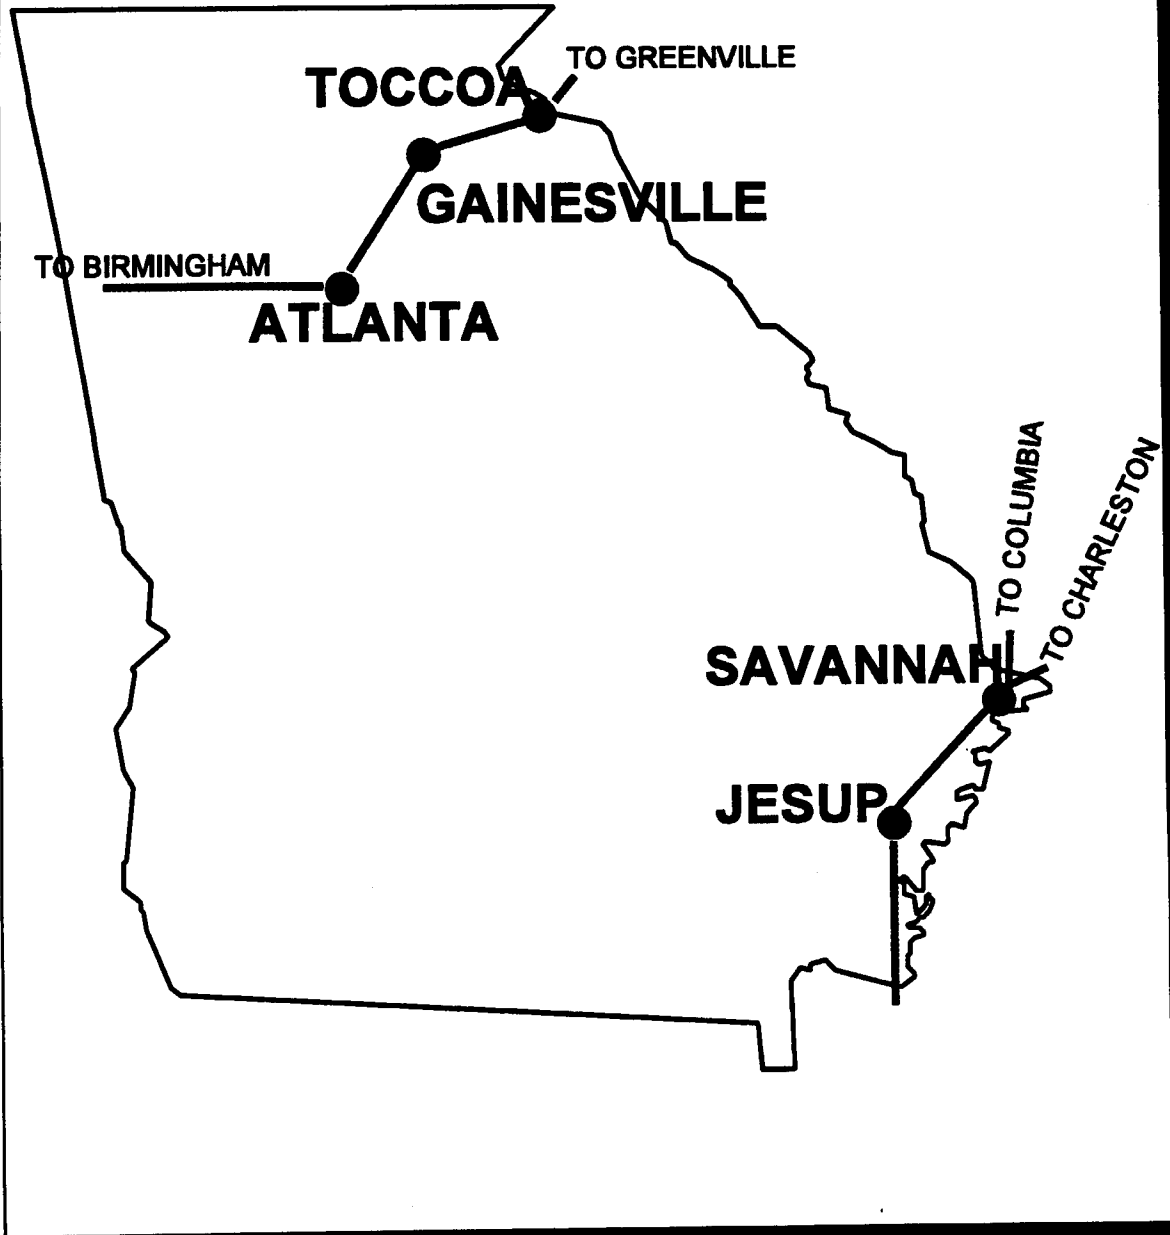 TO GREENVILLE
TOCCOA
GAINESVILLE
TO BIRMINGHAM
ATLANTA
TO COLUMBIA
TO CHARLESTON
SAVANNAH
JESUP